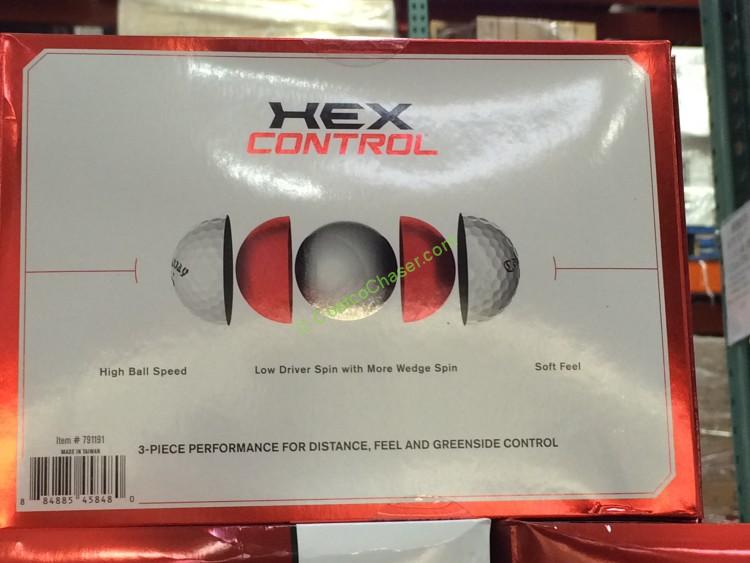 HEX
CONTROL
CostcoChaser.com
High Ball Speed
Low Driver Spin with More Wedge Spin
Soft Feel
Item # 791191
MADE IN TAIWAN
3-PIECE PERFORMANCE FOR DISTANCE, FEEL AND GREENSIDE CONTROL
8 84885 45848 0